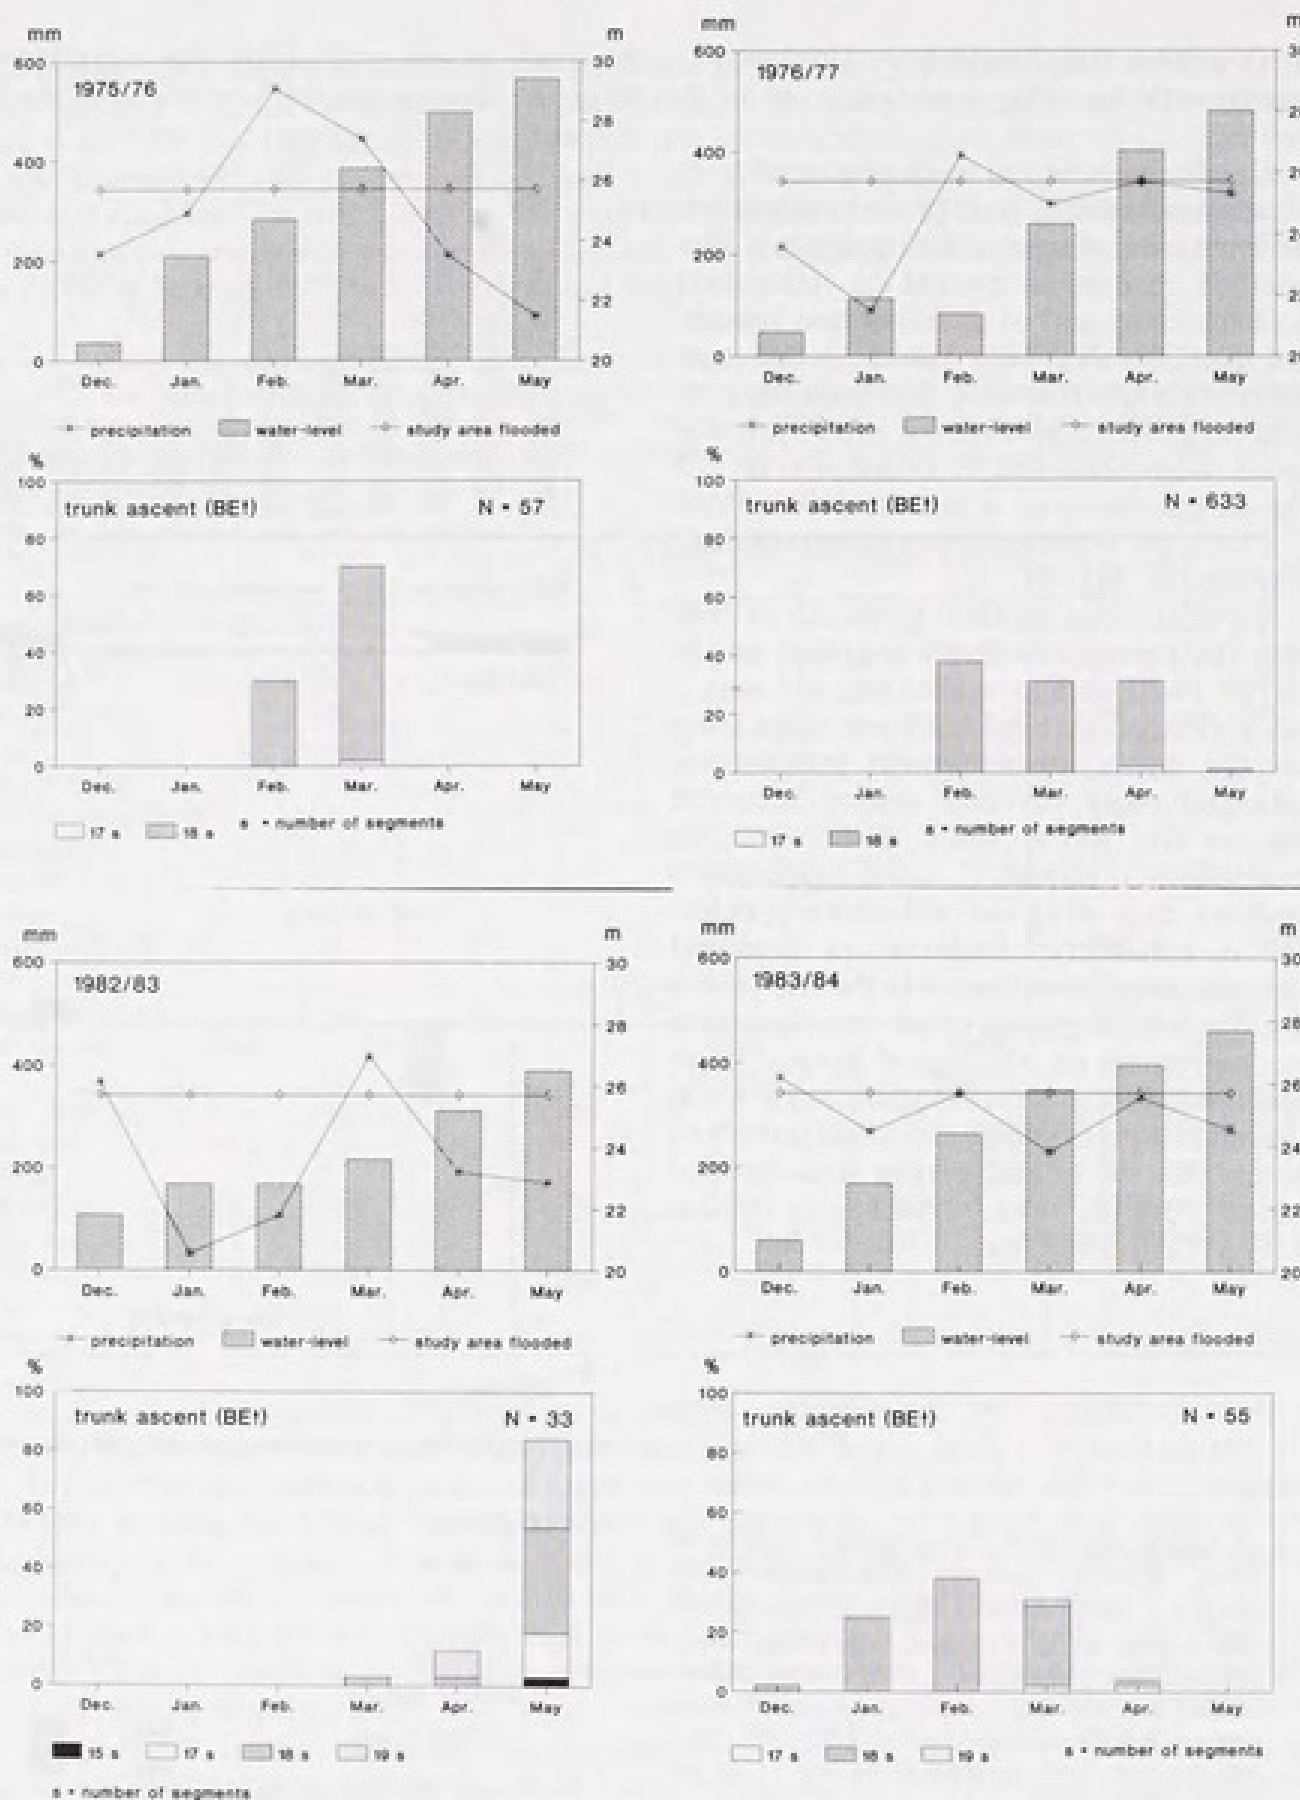 mm m
600 30
1975/76
28
400
26
24
200
22
0 20
Dec. Jan. Feb. Mar. Apr. May
precipitation water-level study area flooded
%
100
trunk ascent (BE†) N = 57
80
60
40
20
0
Dec. Jan. Feb. Mar. Apr. May
17 s 18 s s = number of segments
mm m
600
1976/77
400
200
0
Dec. Jan. Feb. Mar. Apr. May
precipitation water-level study area flooded
%
100
trunk ascent (BE†) N = 633
80
60
40
20
0
Dec. Jan. Feb. Mar. Apr. May
17 s 18 s s = number of segments
mm m
600 30
1982/83
28
400
26
24
200
22
0 20
Dec. Jan. Feb. Mar. Apr. May
precipitation water-level study area flooded
%
100
trunk ascent (BE†) N = 33
80
60
40
20
0
Dec. Jan. Feb. Mar. Apr. May
15 s 17 s 18 s 19 s
s = number of segments
mm m
600 30
1983/84
28
400
26
24
200
22
0 20
Dec. Jan. Feb. Mar. Apr. May
precipitation water-level study area flooded
%
100
trunk ascent (BE†) N = 55
80
60
40
20
0
Dec. Jan. Feb. Mar. Apr. May
17 s 18 s 19 s s = number of segments